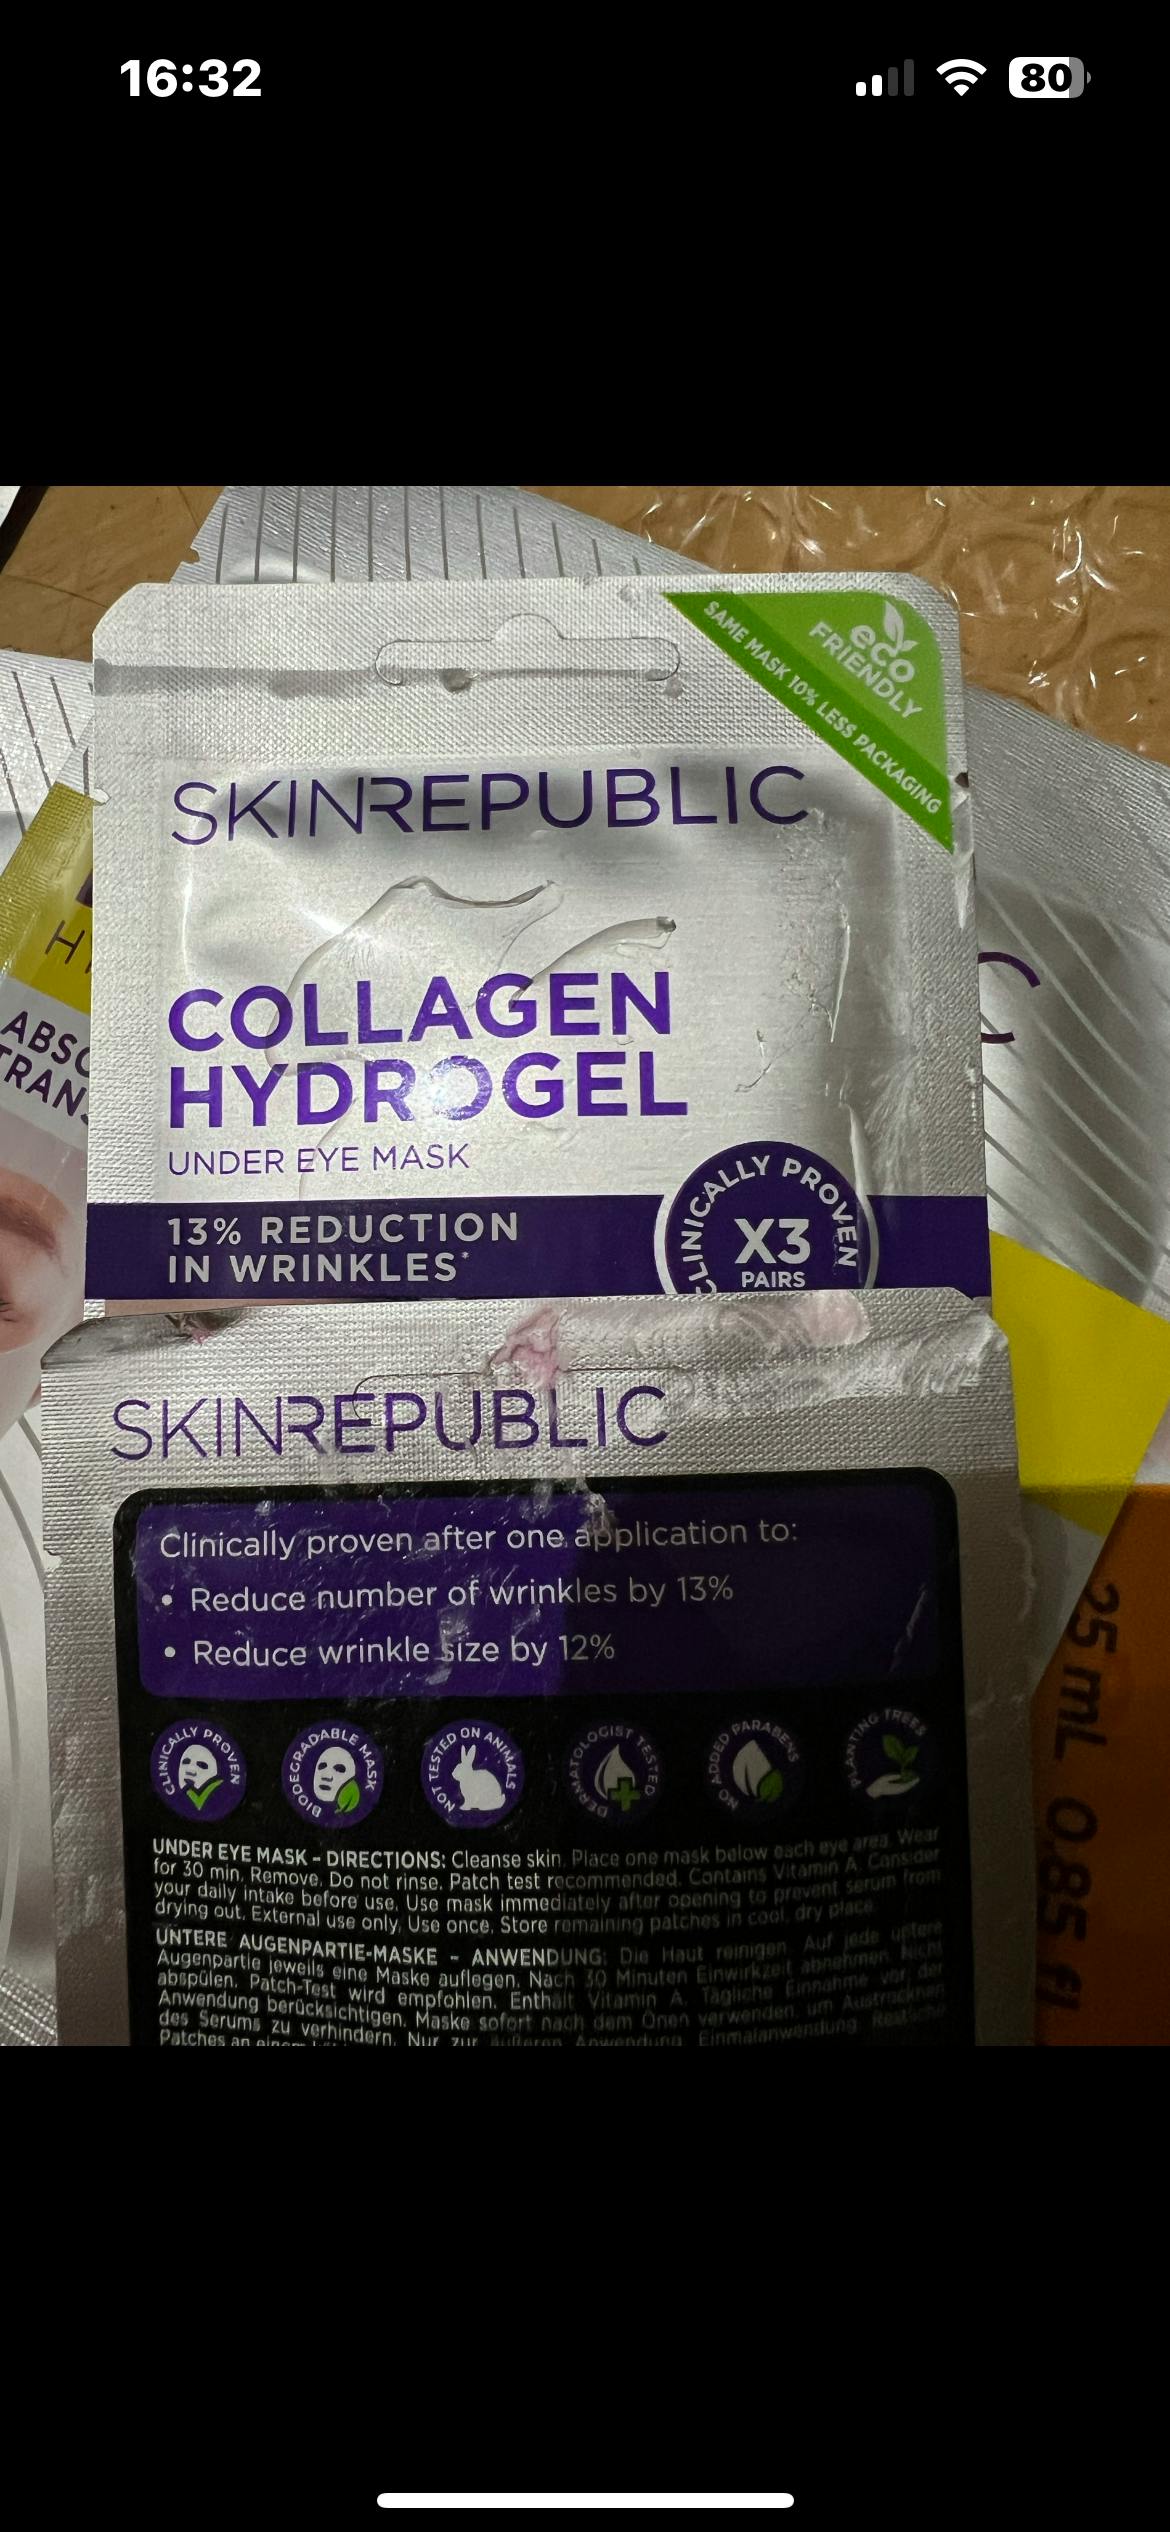 16:32
80
eco
FRIENDLY
SAME MASK 10% LESS PACKAGING
SKINREPUBLIC
COLLAGEN
HYDROGEL
UNDER EYE MASK
13% REDUCTION
IN WRINKLES*
CLINICALLY PROVEN
X3
PAIRS
ABSO
TRANS
C
SKINREPUBLIC
Clinically proven after one application to:
• Reduce number of wrinkles by 13%
• Reduce wrinkle size by 12%
CLINICALLY PROVEN
BIODEGRADABLE MASK
NOT TESTED ON ANIMALS
DERMATOLOGIST TESTED
NO ADDED PARABENS
PLANTING TREES
UNDER EYE MASK – DIRECTIONS: Cleanse skin. Place one mask below each eye area. Wear
for 30 min. Remove. Do not rinse. Patch test recommended. Contains Vitamin A. Consider
your daily intake before use. Use mask immediately after opening to prevent serum from
drying out. External use only. Use once. Store remaining patches in cool, dry place.
UNTERE AUGENPARTIE-MASKE – ANWENDUNG: Die Haut reinigen. Auf jede untere
Augenpartie jeweils eine Maske auflegen. Nach 30 Minuten Einwirkzeit abnehmen. Nicht
abspülen. Patch-Test wird empfohlen. Enthält Vitamin A. Tägliche Einnahme vor der
Anwendung berücksichtigen. Maske sofort nach dem Önen verwenden, um Austrocknen
des Serums zu verhindern. Nur zur äußeren Anwendung. Einmalanwendung. Restliche
Patches an einem
25 mL 0.85 fl